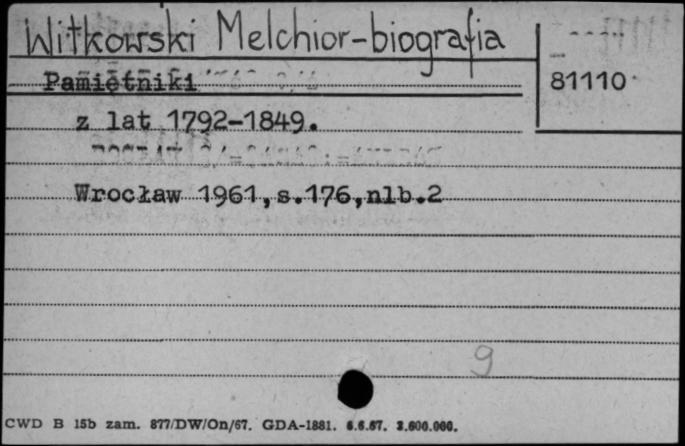 Witkowski Melchior-biografia
81110
Pamiętniki
z lat 1792-1849.
Wrocław 1961,s.176,nlb.2
9
CWD B 15b zam. 877/DW/On/67. GDA-1881. 6.6.67. 3.600.000.